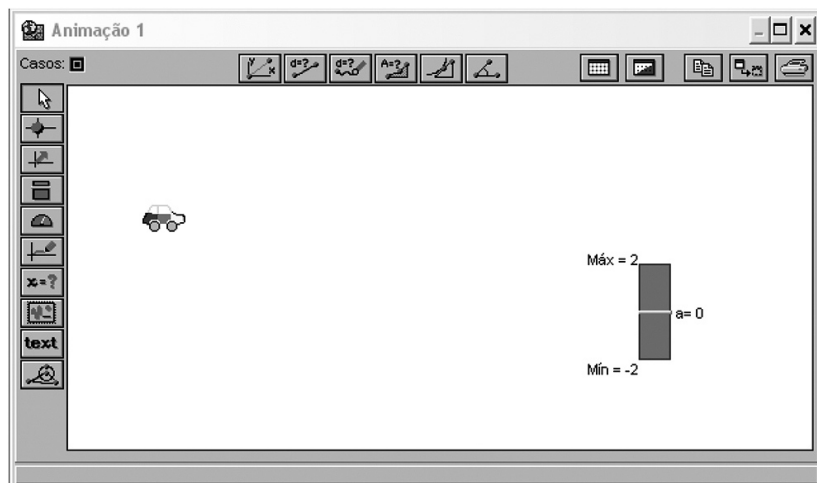 Animação 1
Casos:
y x d=? d=? A=?
Máx = 2
a= 0
Mín = -2
x=?
text